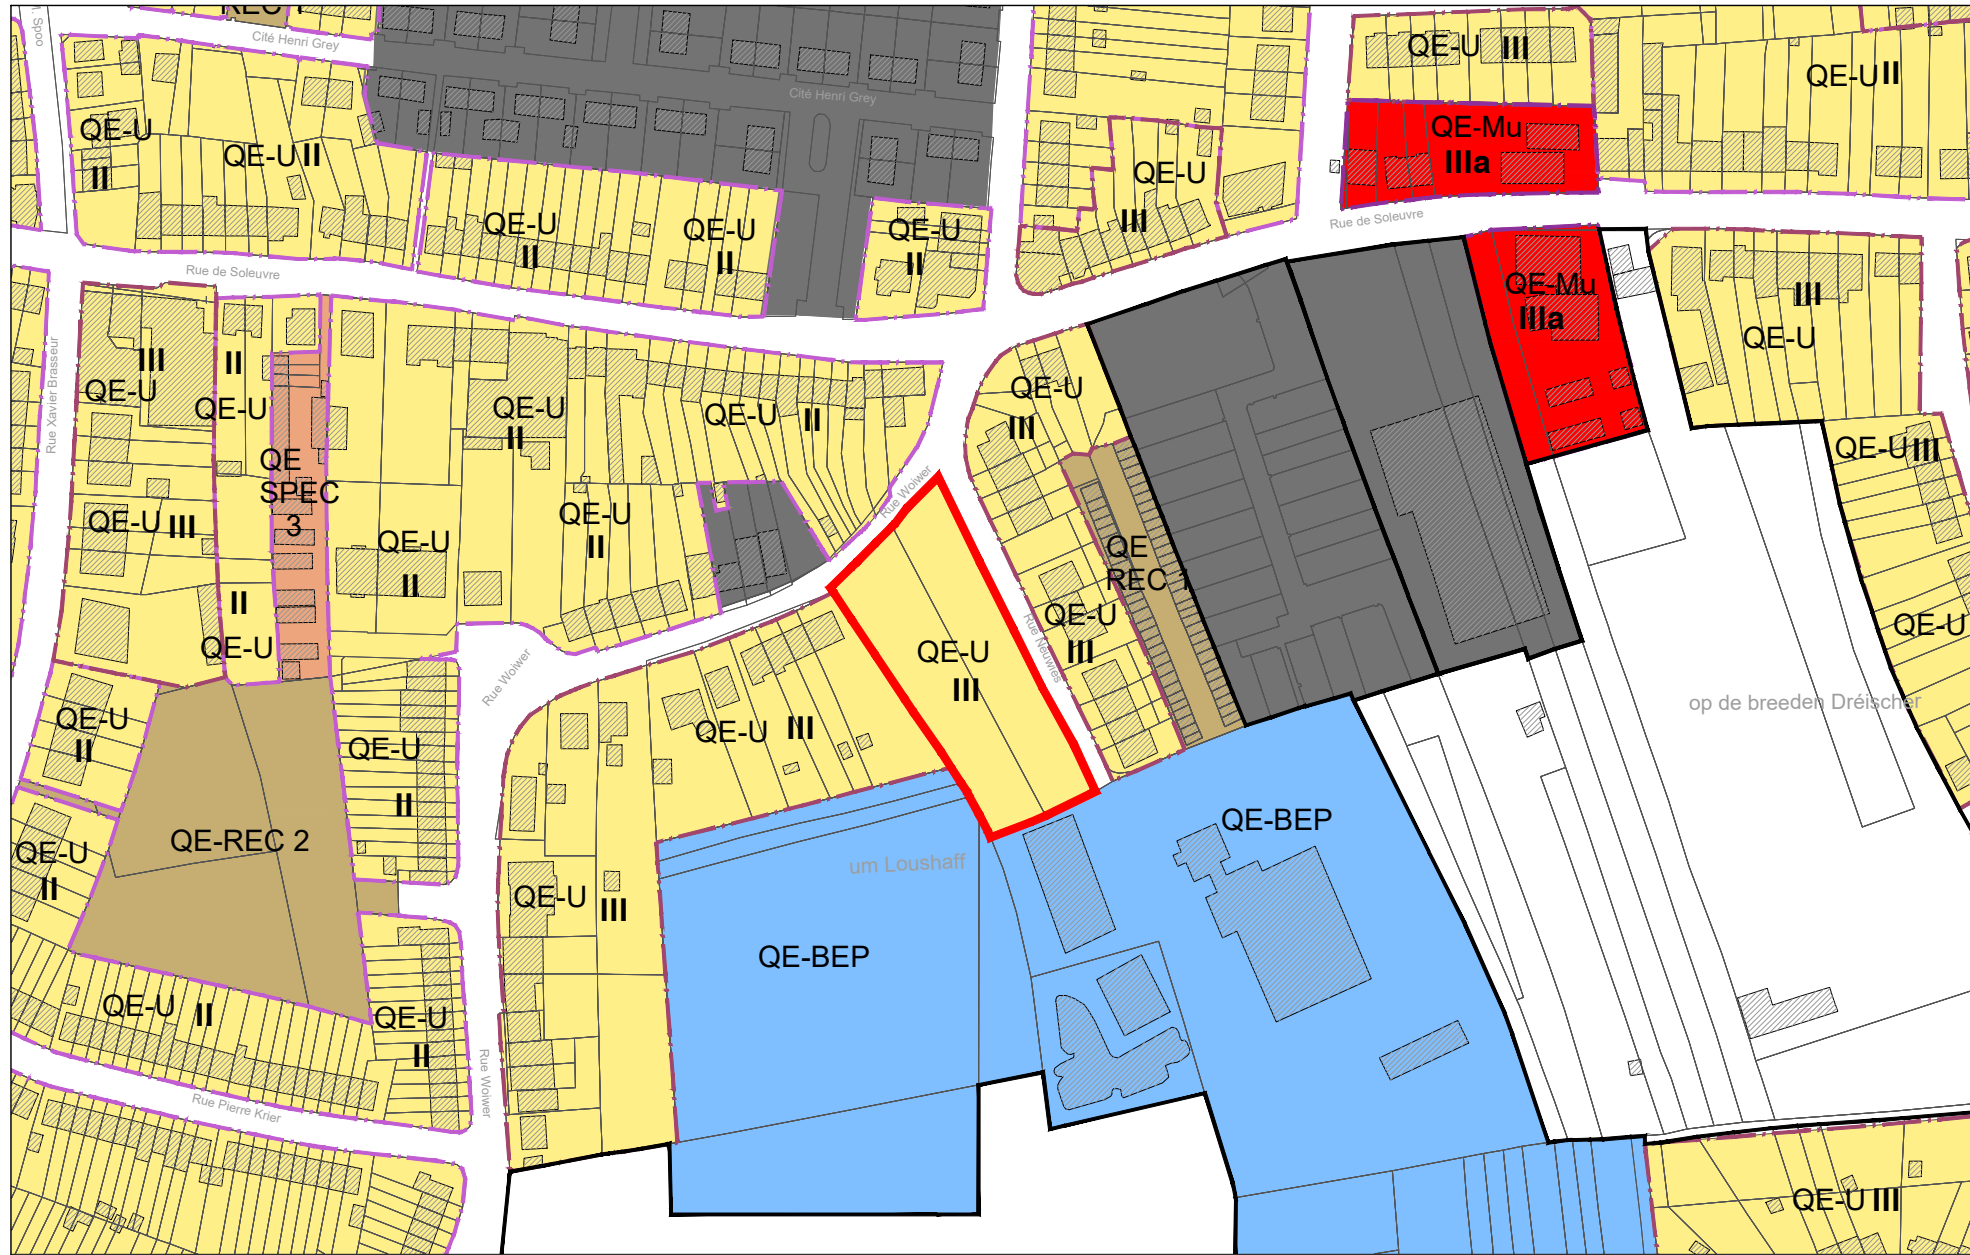 REC 1
Cité Henri Grey
Cité Henri Grey
QE-U
III
QE-U II
QE-U
II
QE-U II
QE-Mu
IIIa
QE-U
III
QE-U
II
QE-U
II
QE-U
II
Rue de Soleuvre
Rue de Soleuvre
QE-Mu
IIIa
III
QE-U
Rue Xavier Brasseur
III
QE-U
II
QE-U
QE-U
II
QE-U II
QE-U
III
QE
SPEC
3
QE-U III
QE-U III
QE-U
II
QE-U
II
Rue Woiwer
QE
REC 1
II
QE-U
QE-U
III
Rue Neuwies
QE-U
III
QE-U
Rue Woiwer
QE-U
II
QE-U III
QE-U
II
op de breeden Dréischer
QE-REC 2
QE-U
II
um Loushaff
QE-BEP
QE-U
III
QE-BEP
QE-U II
QE-U
II
Rue Woiwer
Rue Pierre Krier
QE-U III